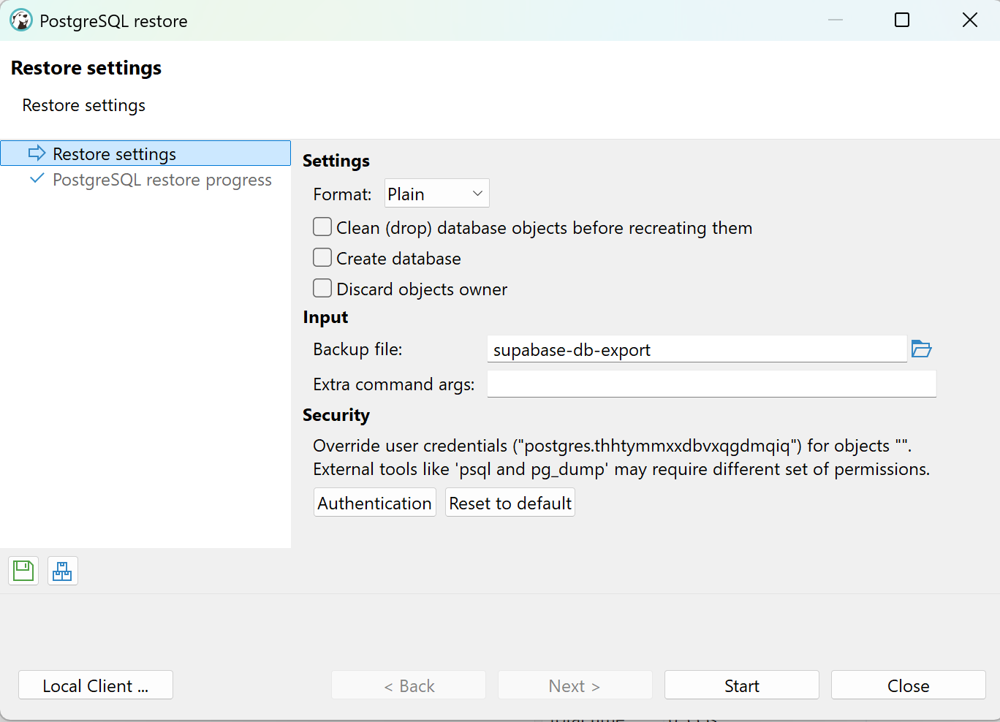 PostgreSQL restore
Restore settings
Restore settings
Restore settings
PostgreSQL restore progress
Settings
Format: Plain
Clean (drop) database objects before recreating them
Create database
Discard objects owner
Input
Backup file: supabase-db-export
Extra command args:
Security
Override user credentials ("postgres.thhtymmxxdbvxqgdmqiq") for objects "".
External tools like 'psql and pg_dump' may require different set of permissions.
Authentication Reset to default
Local Client ... < Back Next > Start Close